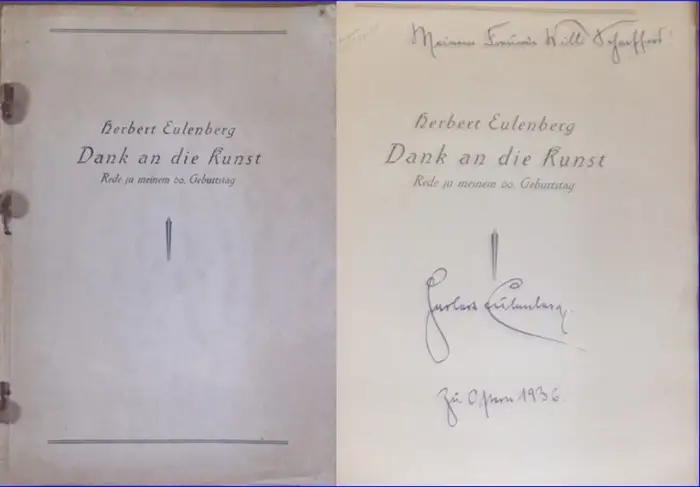 Herbert Eulenberg
Dank an die Kunst
Rede zu meinem 60. Geburtstag
Meinem Freunde Willi Schaeffers!
Herbert Eulenberg
Dank an die Kunst
Rede zu meinem 60. Geburtstag
Herbert Eulenberg.
Zu Ostern 1936.